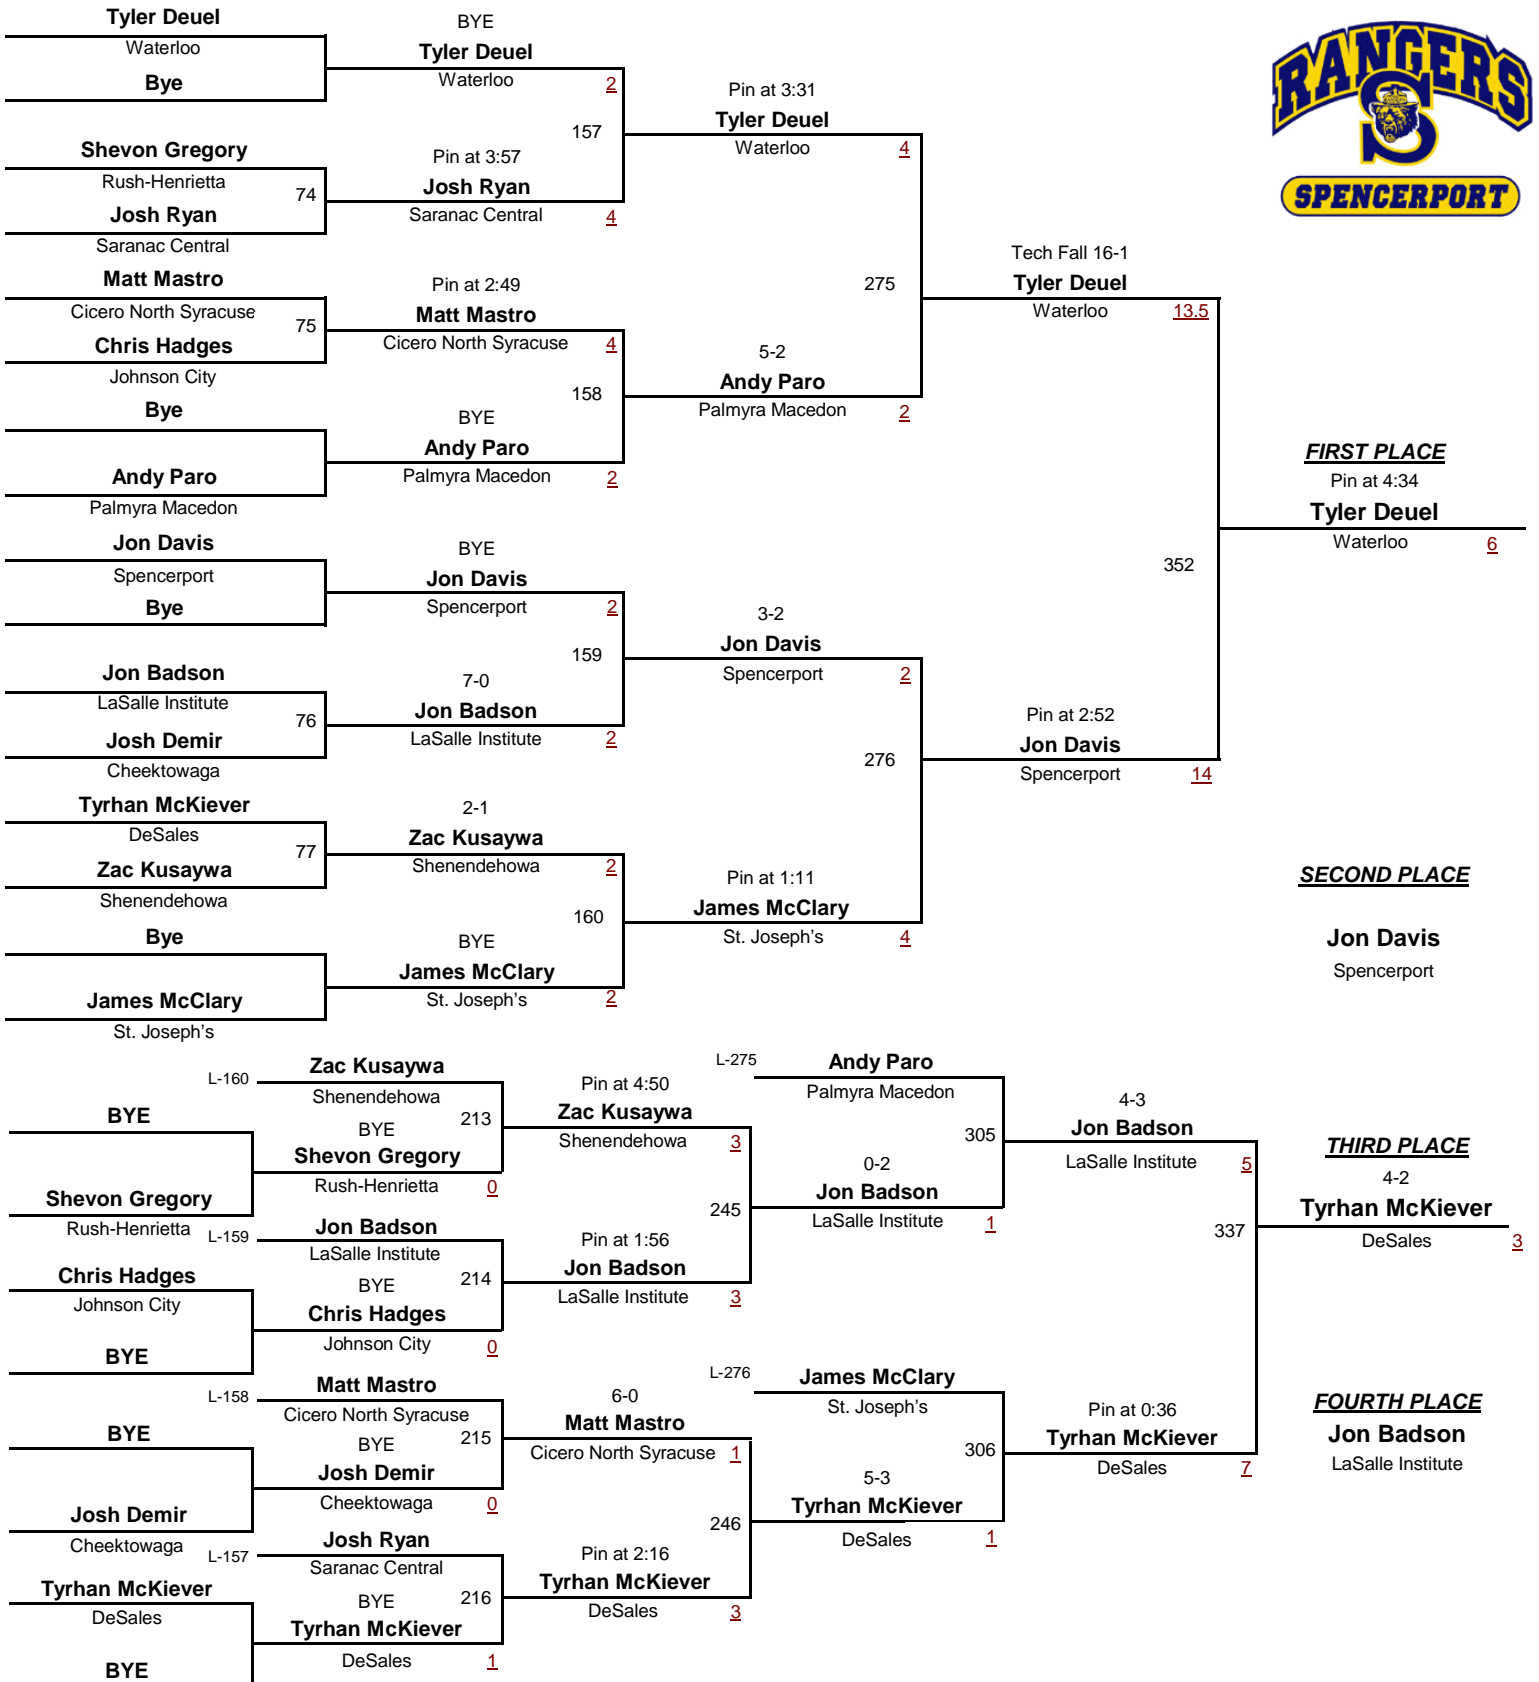 Tyler Deuel
Waterloo
Bye
Shevon Gregory
Rush-Henrietta
74
Josh Ryan
Saranac Central
Matt Mastro
Cicero North Syracuse
75
Chris Hadges
Johnson City
Bye
Andy Paro
Palmyra Macedon
Jon Davis
Spencerport
Bye
Jon Badson
LaSalle Institute
76
Josh Demir
Cheektowaga
Tyrhan McKiever
DeSales
77
Zac Kusaywa
Shenendehowa
Bye
James McClary
St. Joseph's
BYE
Tyler Deuel
Waterloo 2
157
Pin at 3:57
Josh Ryan
Saranac Central 4
Pin at 2:49
Matt Mastro
Cicero North Syracuse 4
158
BYE
Andy Paro
Palmyra Macedon 2
BYE
Jon Davis
Spencerport 2
159
7-0
Jon Badson
LaSalle Institute 2
2-1
Zac Kusaywa
Shenendehowa 2
160
BYE
James McClary
St. Joseph's 2
Pin at 3:31
Tyler Deuel
Waterloo 4
275
5-2
Andy Paro
Palmyra Macedon 2
3-2
Jon Davis
Spencerport 2
276
Pin at 1:11
James McClary
St. Joseph's 4
Tech Fall 16-1
Tyler Deuel
Waterloo 13.5
352
Pin at 2:52
Jon Davis
Spencerport 14
RANGERS
S
SPENCERPORT
FIRST PLACE
Pin at 4:34
Tyler Deuel
Waterloo 6
SECOND PLACE
Jon Davis
Spencerport
BYE
Shevon Gregory
Rush-Henrietta
Chris Hadges
Johnson City
BYE
BYE
Josh Demir
Cheektowaga
Tyrhan McKiever
DeSales
BYE
L-160
Zac Kusaywa
Shenendehowa
213
BYE
Shevon Gregory
Rush-Henrietta 0
L-159
Jon Badson
LaSalle Institute
214
BYE
Chris Hadges
Johnson City 0
L-158
Matt Mastro
Cicero North Syracuse
215
BYE
Josh Demir
Cheektowaga 0
L-157
Josh Ryan
Saranac Central
216
BYE
Tyrhan McKiever
DeSales 1
Pin at 4:50
Zac Kusaywa
Shenendehowa 3
245
Pin at 1:56
Jon Badson
LaSalle Institute 3
6-0
Matt Mastro
Cicero North Syracuse 1
246
Pin at 2:16
Tyrhan McKiever
DeSales 3
L-275
Andy Paro
Palmyra Macedon
305
0-2
Jon Badson
LaSalle Institute 1
L-276
James McClary
St. Joseph's
306
5-3
Tyrhan McKiever
DeSales 1
4-3
Jon Badson
LaSalle Institute 5
337
Pin at 0:36
Tyrhan McKiever
DeSales 7
THIRD PLACE
4-2
Tyrhan McKiever
DeSales 3
FOURTH PLACE
Jon Badson
LaSalle Institute